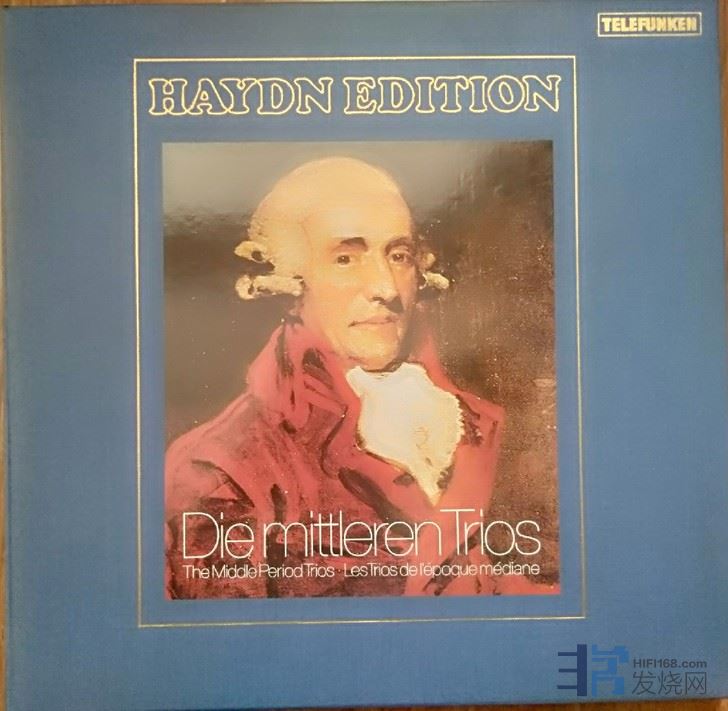 TELEFUNKEN
HAYDN EDITION
Die mittleren Trios
The Middle Period Trios · Les Trios de l'époque médiane
HIFI168.com
发烧网